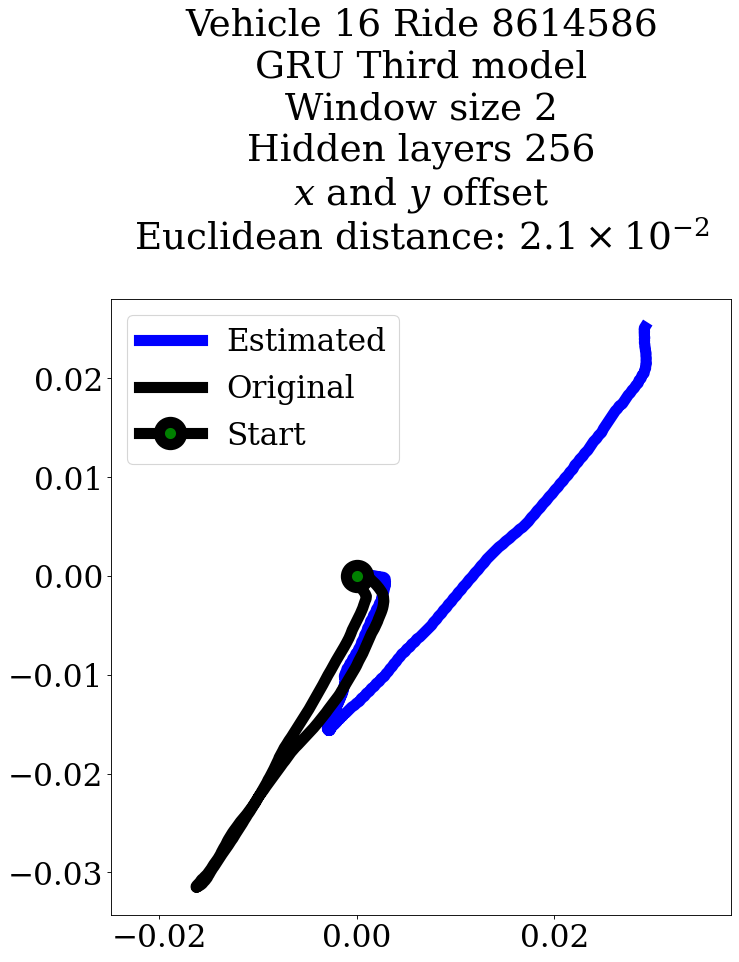 Vehicle 16 Ride 8614586
GRU Third model
Window size 2
Hidden layers 256
x and y offset
Euclidean distance: 2.1 × 10⁻²
Estimated
Original
Start
0.02
0.01
0.00
−0.01
−0.02
−0.03
−0.02 0.00 0.02